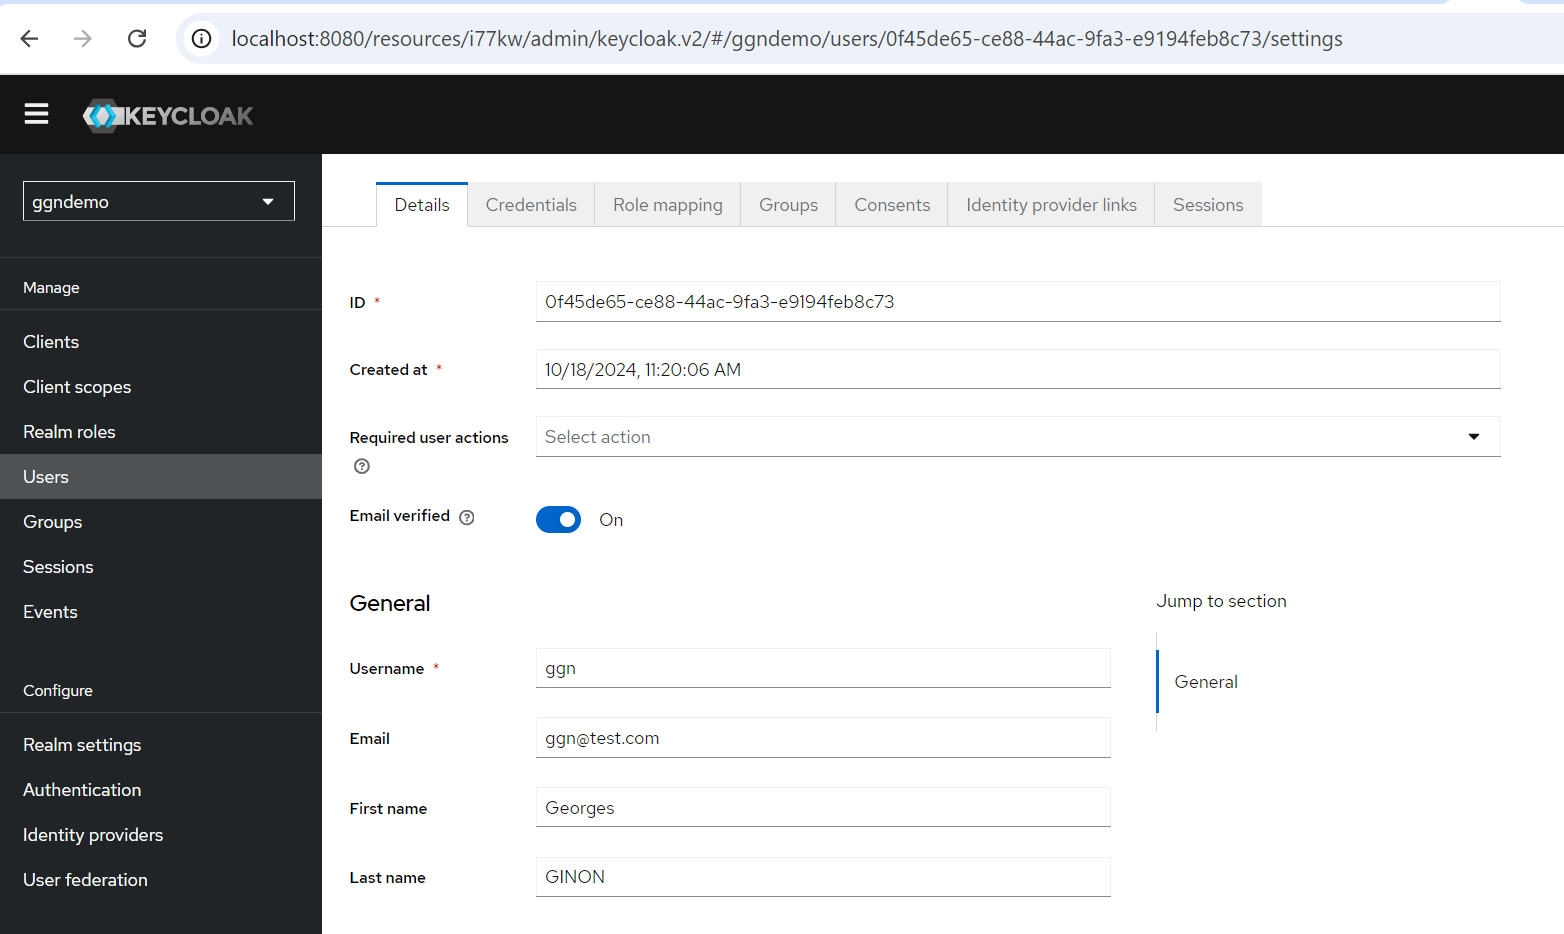 localhost:8080/resources/i77kw/admin/keycloak.v2/#/ggndemo/users/0f45de65-ce88-44ac-9fa3-e9194feb8c73/settings
KEYCLOAK
ggndemo
Manage
Clients
Client scopes
Realm roles
Users
Groups
Sessions
Events
Configure
Realm settings
Authentication
Identity providers
User federation
Details Credentials Role mapping Groups Consents Identity provider links Sessions
ID * 0f45de65-ce88-44ac-9fa3-e9194feb8c73
Created at * 10/18/2024, 11:20:06 AM
Required user actions ? Select action
Email verified ? On
General
Username * ggn
Email ggn@test.com
First name Georges
Last name GINON
Jump to section
General